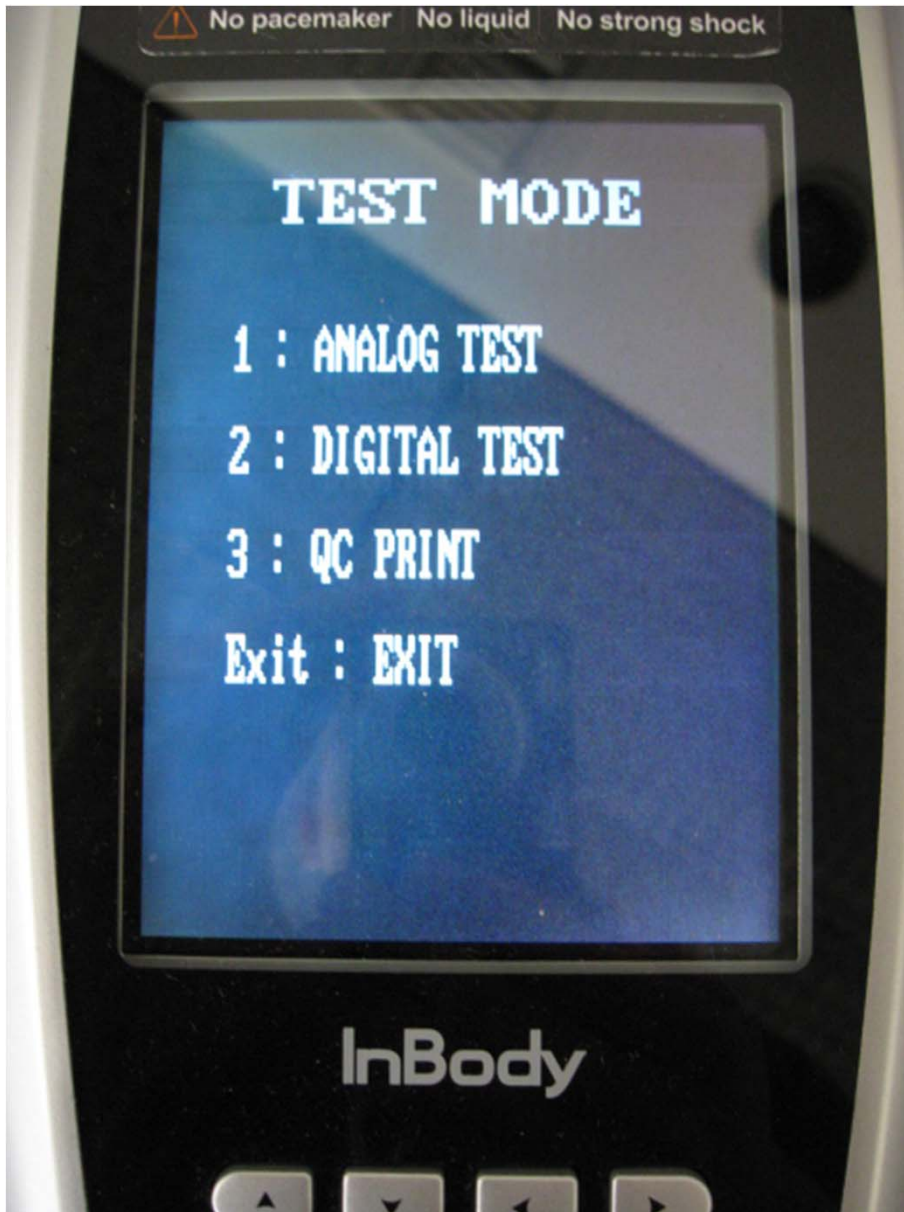 No pacemaker No liquid No strong shock
TEST MODE
1 : ANALOG TEST
2 : DIGITAL TEST
3 : QC PRINT
Exit : EXIT
InBody